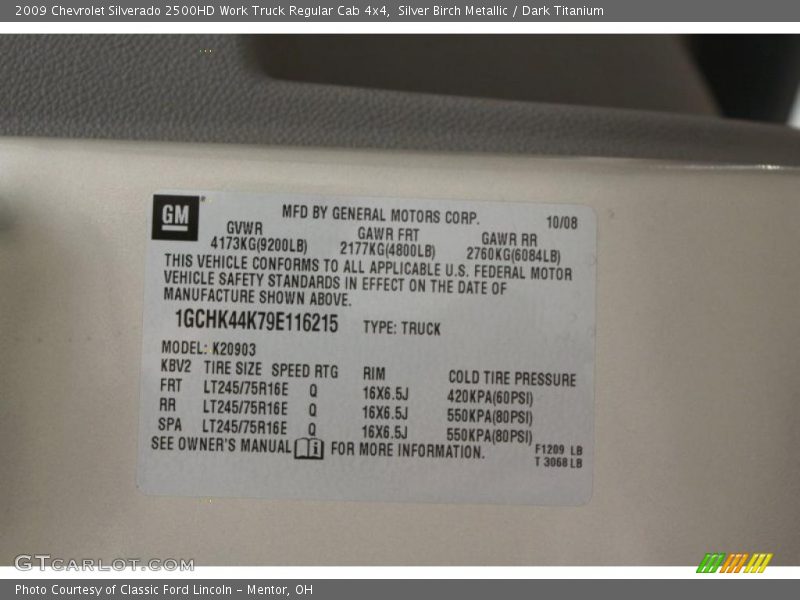 2009 Chevrolet Silverado 2500HD Work Truck Regular Cab 4x4, Silver Birch Metallic / Dark Titanium
GM
MFD BY GENERAL MOTORS CORP. 10/08
GVWR GAWR FRT GAWR RR
4173KG(9200LB) 2177KG(4800LB) 2760KG(6084LB)
THIS VEHICLE CONFORMS TO ALL APPLICABLE U.S. FEDERAL MOTOR
VEHICLE SAFETY STANDARDS IN EFFECT ON THE DATE OF
MANUFACTURE SHOWN ABOVE.
1GCHK44K79E116215 TYPE: TRUCK
MODEL: K20903
KBV2 TIRE SIZE SPEED RTG RIM COLD TIRE PRESSURE
FRT LT245/75R16E Q 16X6.5J 420KPA(60PSI)
RR LT245/75R16E Q 16X6.5J 550KPA(80PSI)
SPA LT245/75R16E Q 16X6.5J 550KPA(80PSI)
SEE OWNER'S MANUAL FOR MORE INFORMATION.
F1209 LB
T 3068 LB
GTCARLOT.COM
Photo Courtesy of Classic Ford Lincoln - Mentor, OH